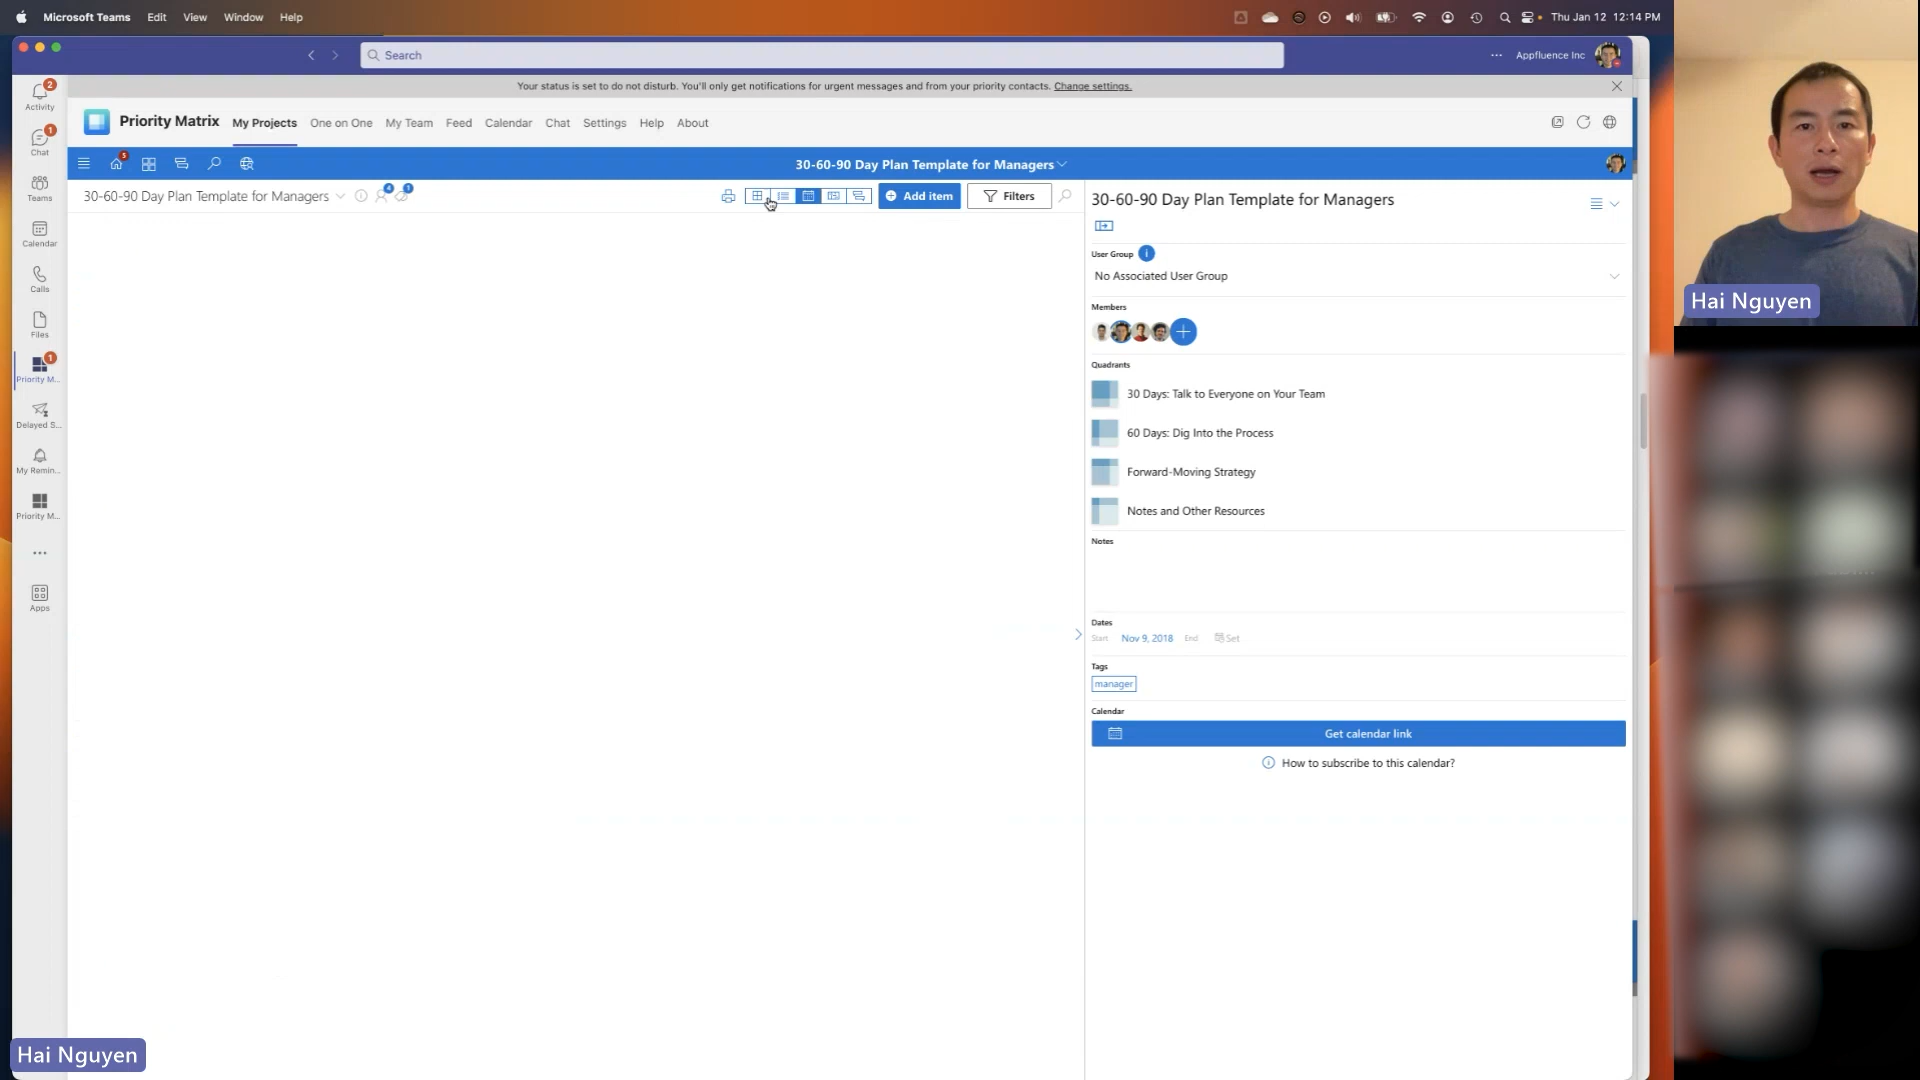 Microsoft Teams Edit View Window Help
Thu Jan 12 12:14 PM
Search
Appfluence Inc
Your status is set to do not disturb. You'll only get notifications for urgent messages and from your priority contacts. Change settings.
2
Activity
1
Chat
Teams
Calendar
Calls
Files
1
Priority M...
Delayed S...
My Remin...
Priority M...
Apps
Priority Matrix My Projects One on One My Team Feed Calendar Chat Settings Help About
5
30-60-90 Day Plan Template for Managers
30-60-90 Day Plan Template for Managers
4 1
Add item Filters
30-60-90 Day Plan Template for Managers
User Group
No Associated User Group
Members
Quadrants
30 Days: Talk to Everyone on Your Team
60 Days: Dig Into the Process
Forward-Moving Strategy
Notes and Other Resources
Notes
Dates
Start Nov 9, 2018 End Set
Tags
manager
Calendar
Get calendar link
How to subscribe to this calendar?
Hai Nguyen
Hai Nguyen